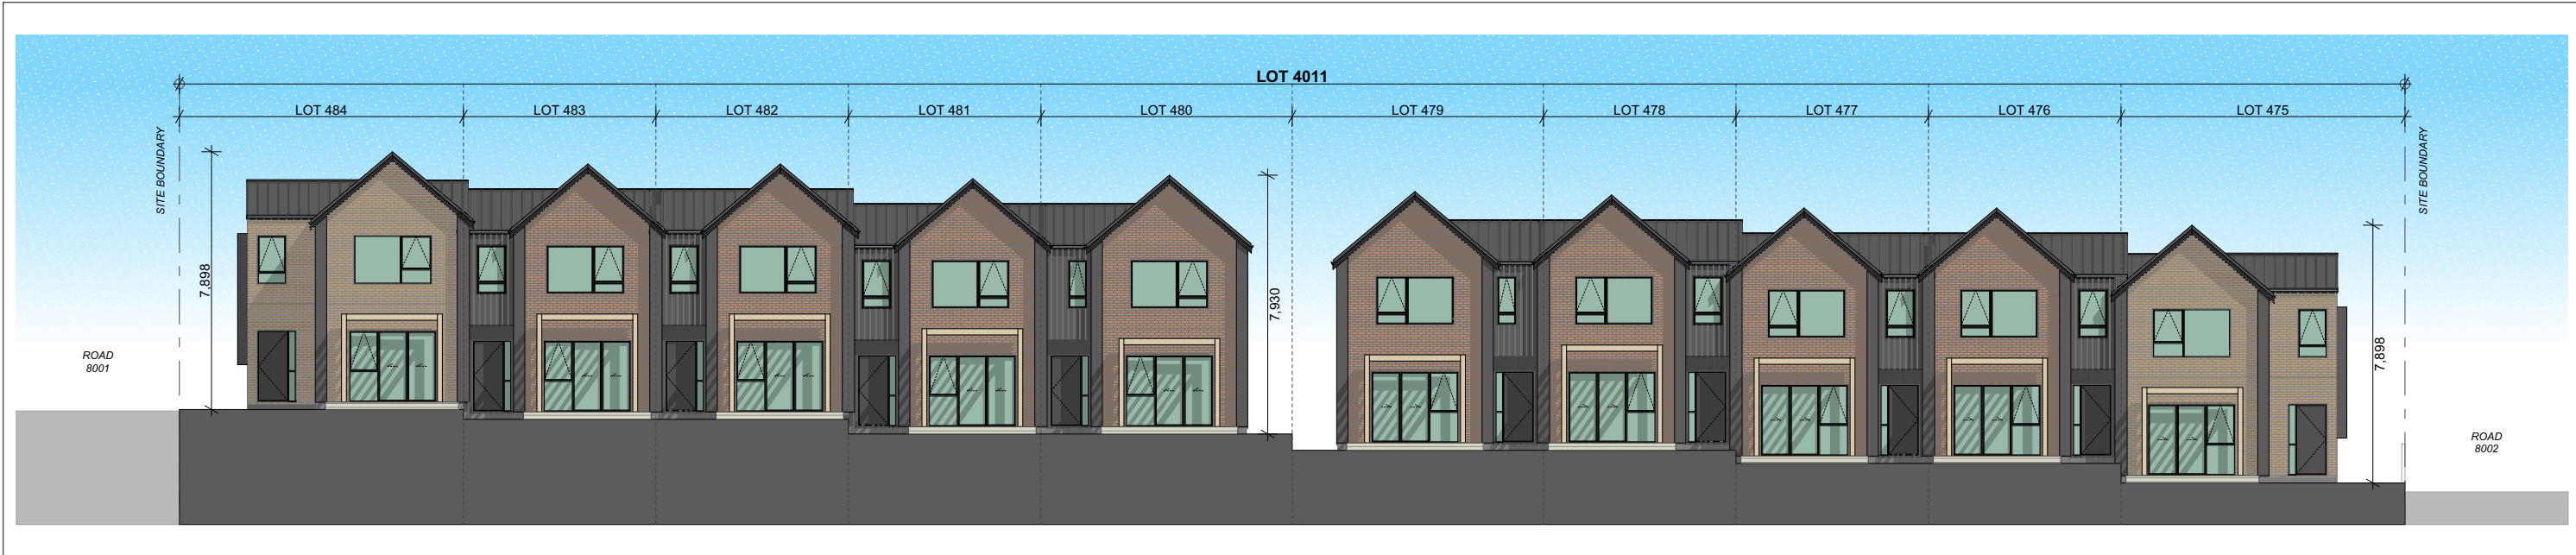 LOT 4011
LOT 484
LOT 483
LOT 482
LOT 481
LOT 480
LOT 479
LOT 478
LOT 477
LOT 476
LOT 475
SITE BOUNDARY
SITE BOUNDARY
7,898
7,930
7,898
ROAD
8001
ROAD
8002